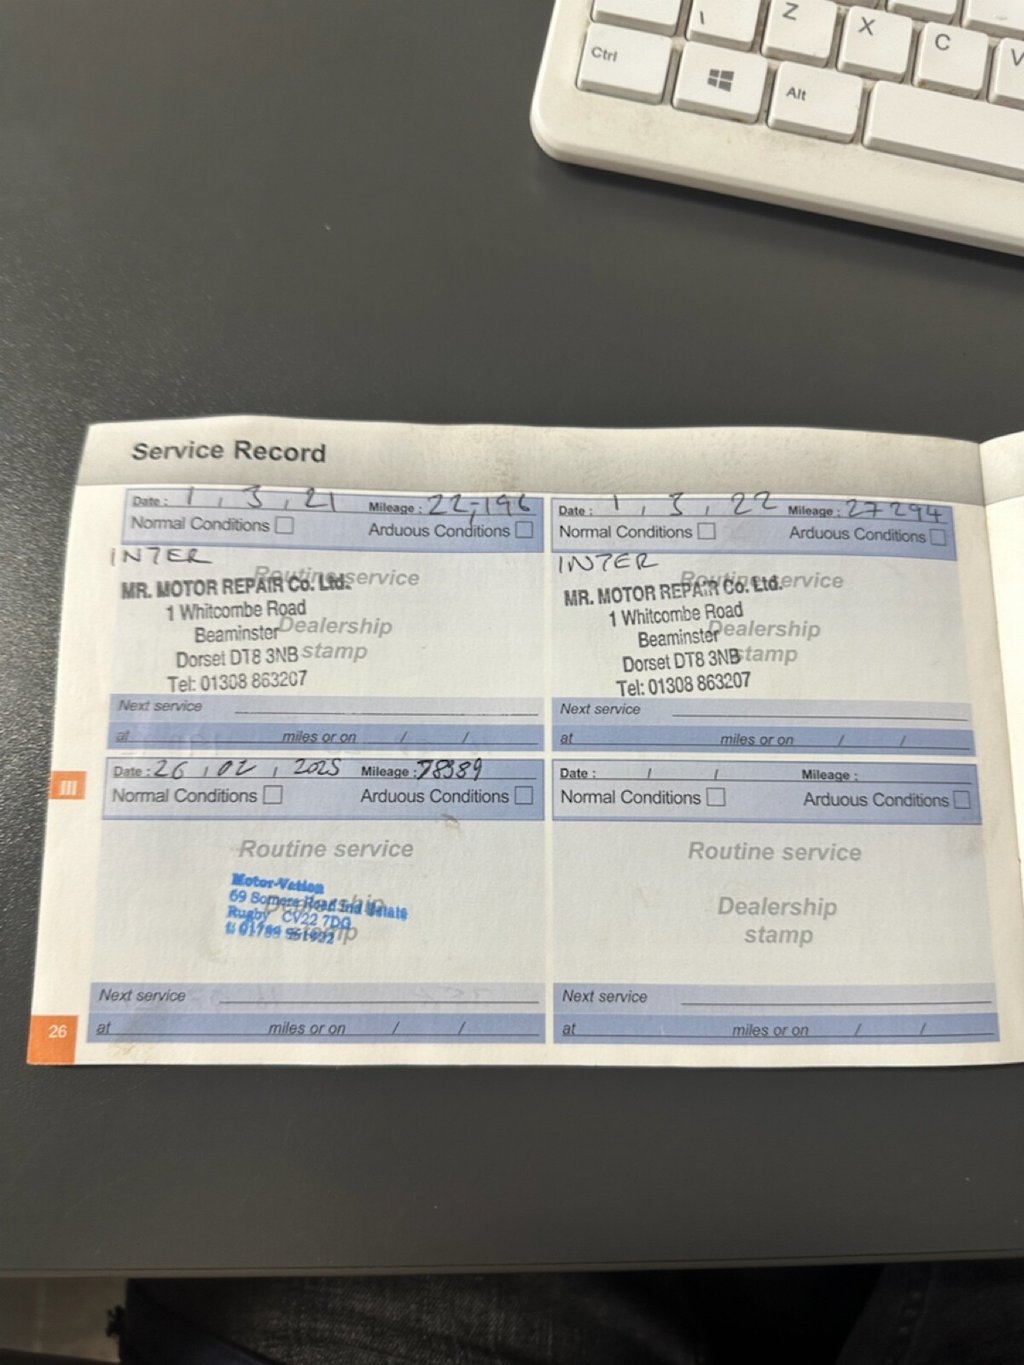 \ Z X C V
Ctrl Alt
Service Record
Date : 1 , 3 , 21 Mileage : 22,196
Normal Conditions Arduous Conditions
INTER
Routine service
MR. MOTOR REPAIR Co. Ltd.
1 Whitcombe Road
Beaminster
Dealership
Dorset DT8 3NB
stamp
Tel: 01308 863207
Next service
at miles or on / /
Date : 1 , 3 , 22 Mileage : 27294
Normal Conditions Arduous Conditions
INTER
Routine service
MR. MOTOR REPAIR Co. Ltd.
1 Whitcombe Road
Beaminster
Dealership
Dorset DT8 3NB
stamp
Tel: 01308 863207
Next service
at miles or on / /
III
Date : 26 , 02 , 2025 Mileage :
Normal Conditions Arduous Conditions
Routine service
Motor-Vation
Dealership
69 Somers Road Ind Estate
Rugby CV22 7DG
stamp
Next service
at miles or on / /
Date : / / Mileage :
Normal Conditions Arduous Conditions
Routine service
Dealership
stamp
Next service
at miles or on / /
26